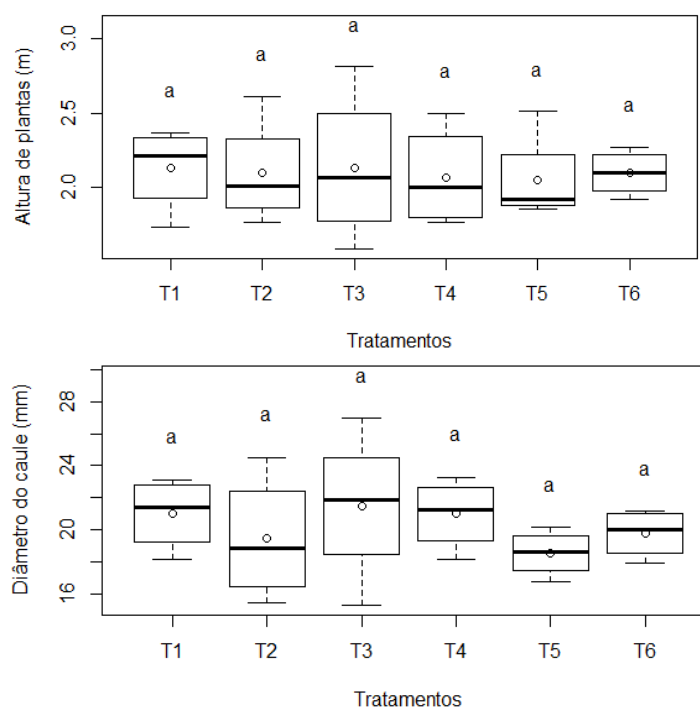 Altura de plantas (m)
3.0
2.5
2.0
a a a a a a
T1 T2 T3 T4 T5 T6
Tratamentos
Diâmetro do caule (mm)
28
24
20
16
a a a a a a
T1 T2 T3 T4 T5 T6
Tratamentos